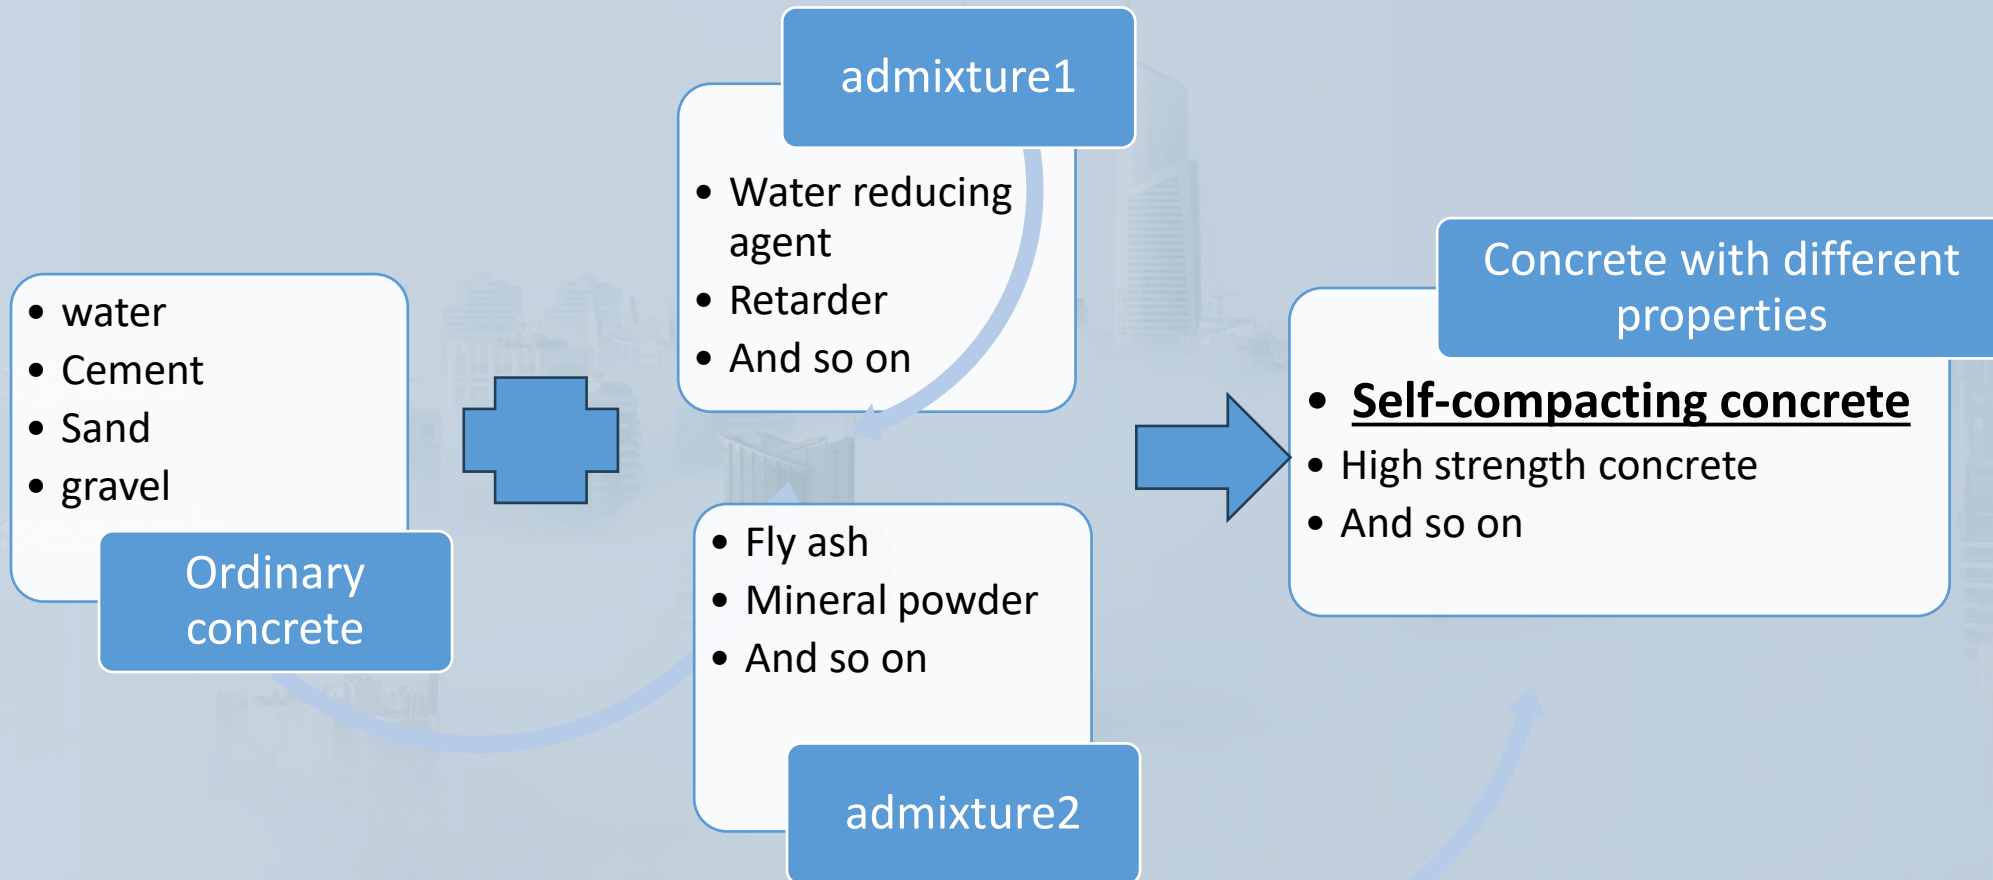 • water
• Cement
• Sand
• gravel
Ordinary
concrete
admixture1
• Water reducing
agent
• Retarder
• And so on
• Fly ash
• Mineral powder
• And so on
admixture2
Concrete with different
properties
• Self-compacting concrete
• High strength concrete
• And so on